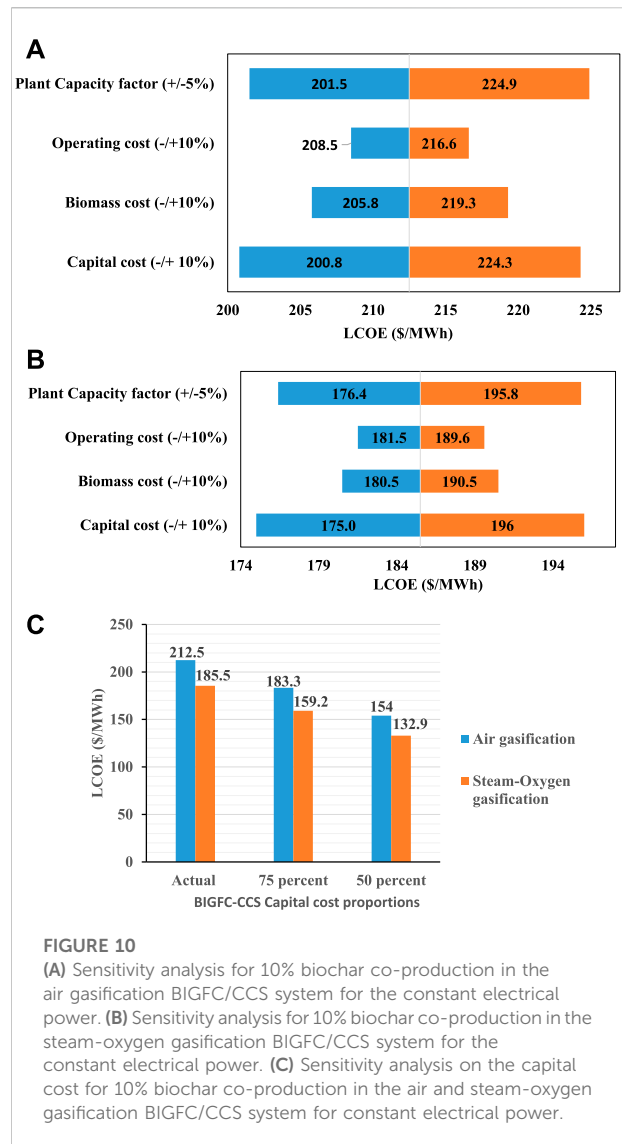 A
Plant Capacity factor (+/-5%)
201.5
224.9
Operating cost (-/+10%)
208.5
216.6
Biomass cost (-/+10%)
205.8
219.3
Capital cost (-/+ 10%)
200.8
224.3
200 205 210 215 220 225
LCOE ($/MWh)
B
Plant Capacity factor (+/-5%)
176.4
195.8
Operating cost (-/+10%)
181.5
189.6
Biomass cost (-/+10%)
180.5
190.5
Capital cost (-/+ 10%)
175.0
196
174 179 184 189 194
LCOE ($/MWh)
C
LCOE ($/MWh)
250
200
150
100
50
0
212.5
185.5
183.3
159.2
154
132.9
Actual 75 percent 50 percent
BIGFC-CCS Capital cost proportions
Air gasification
Steam-Oxygen
gasification
FIGURE 10
(A) Sensitivity analysis for 10% biochar co-production in the
air gasification BIGFC/CCS system for the constant electrical
power. (B) Sensitivity analysis for 10% biochar co-production in the
steam-oxygen gasification BIGFC/CCS system for the
constant electrical power. (C) Sensitivity analysis on the capital
cost for 10% biochar co-production in the air and steam-oxygen
gasification BIGFC/CCS system for constant electrical power.